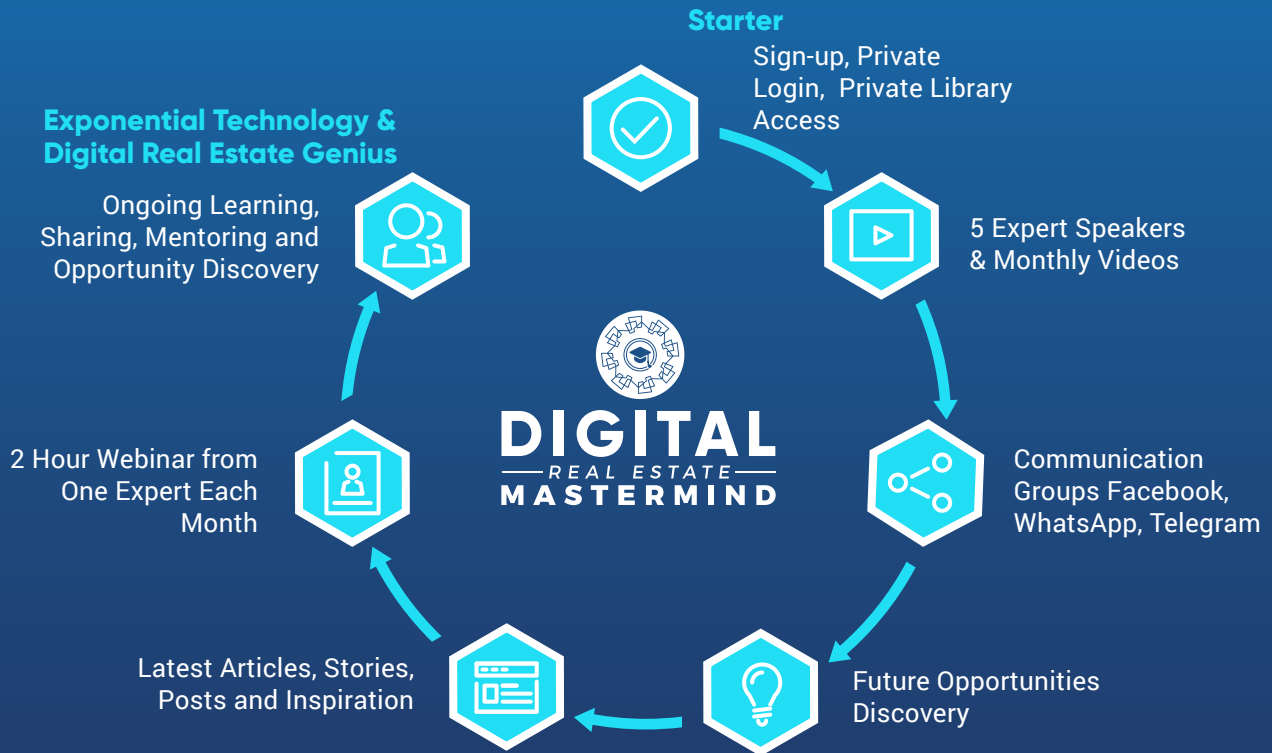 Starter
Sign-up, Private
Login, Private Library
Access
5 Expert Speakers
& Monthly Videos
Communication
Groups Facebook,
WhatsApp, Telegram
Future Opportunities
Discovery
Latest Articles, Stories,
Posts and Inspiration
2 Hour Webinar from
One Expert Each
Month
Exponential Technology &
Digital Real Estate Genius
Ongoing Learning,
Sharing, Mentoring and
Opportunity Discovery
DIGITAL
REAL ESTATE
MASTERMIND